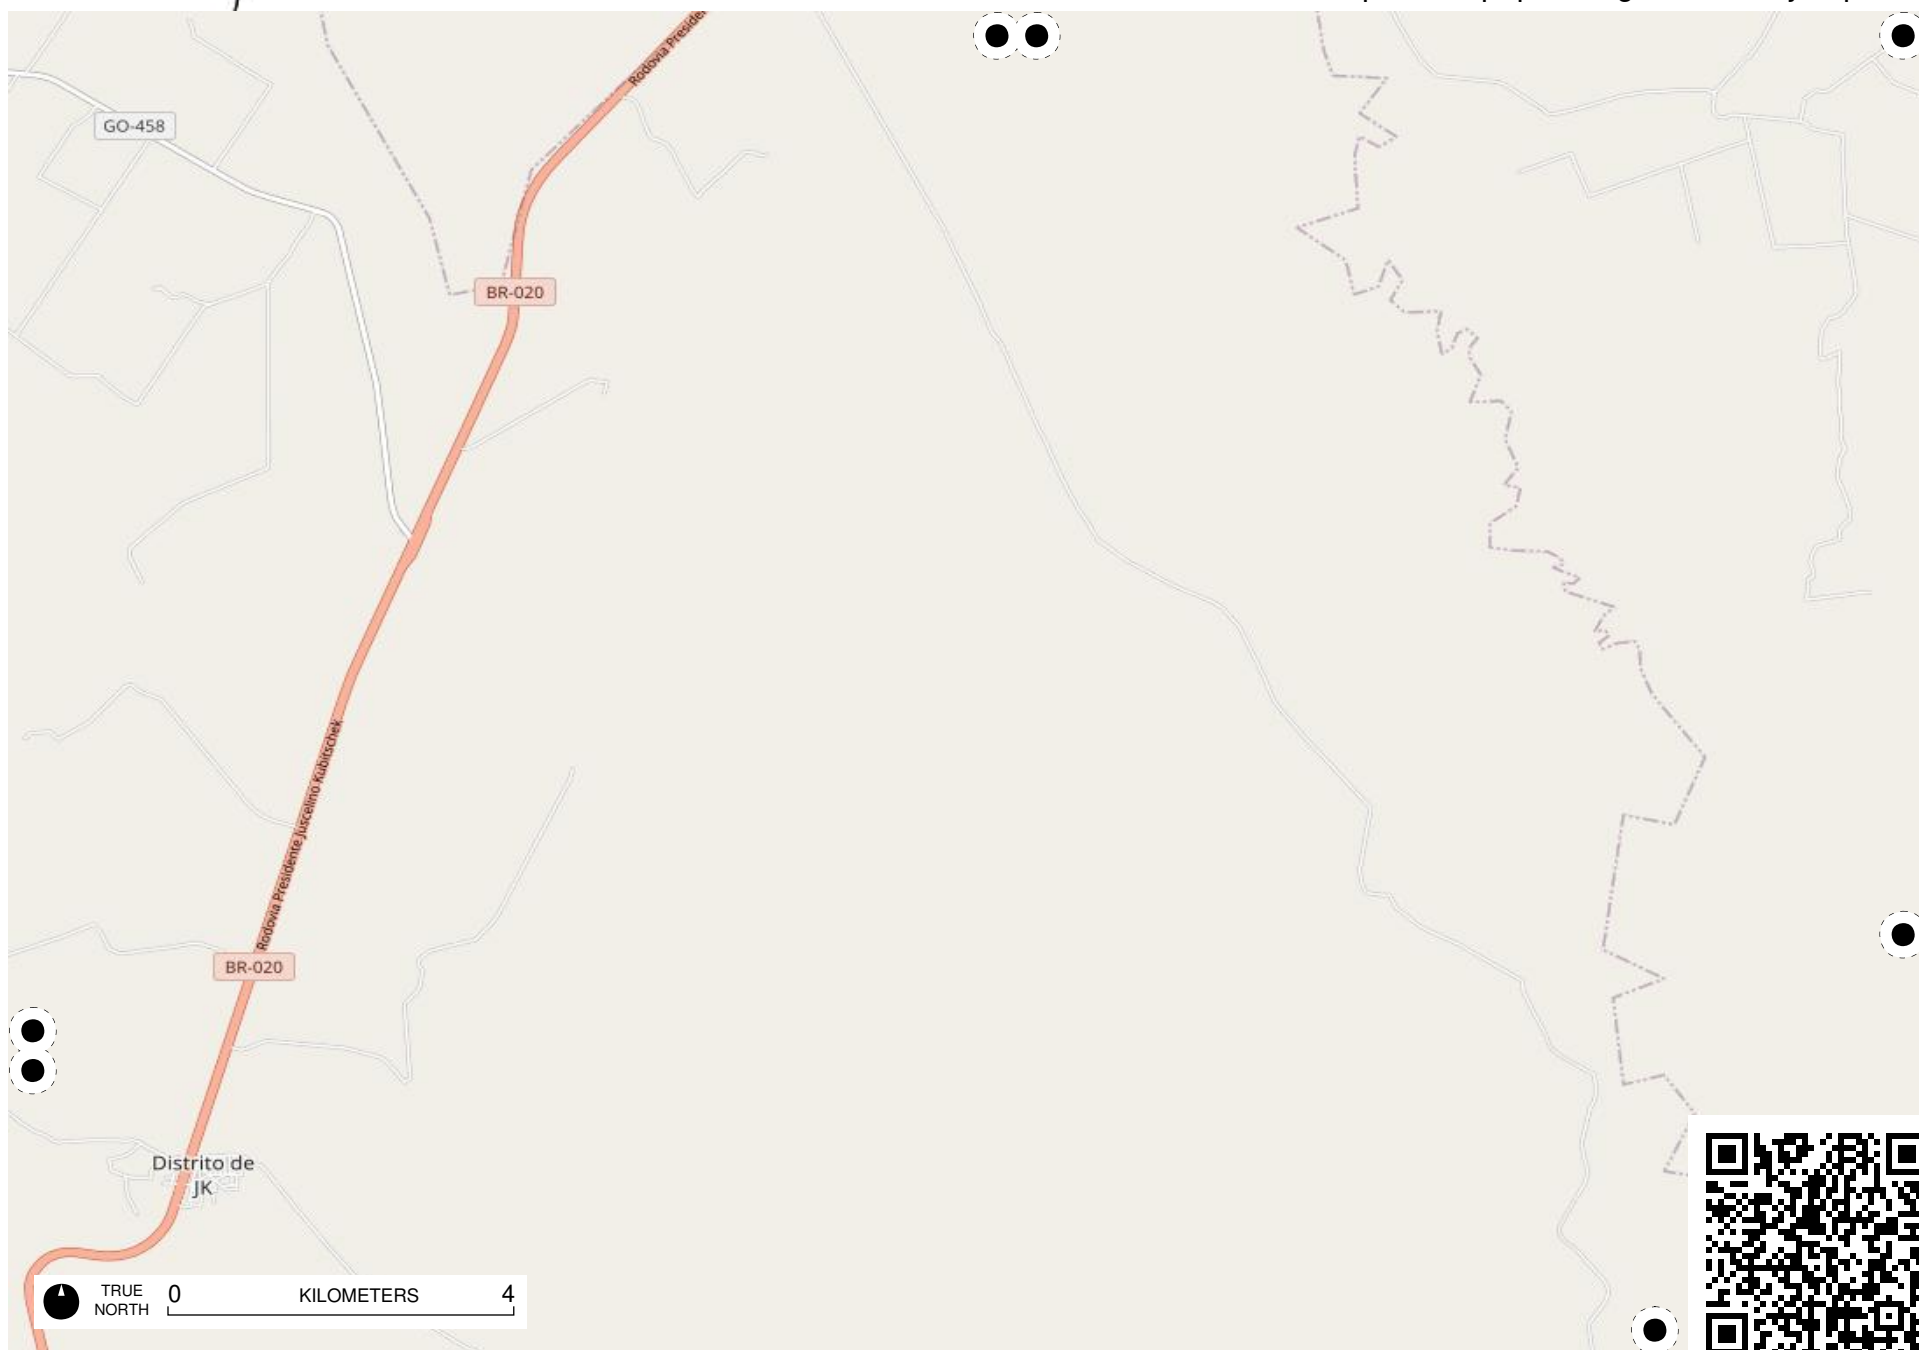 Rodovia Presiden
GO-458
BR-020
Rodovia Presidente Juscelino Kubitschek
BR-020
Distrito de
JK
TRUE
NORTH
0 KILOMETERS 4